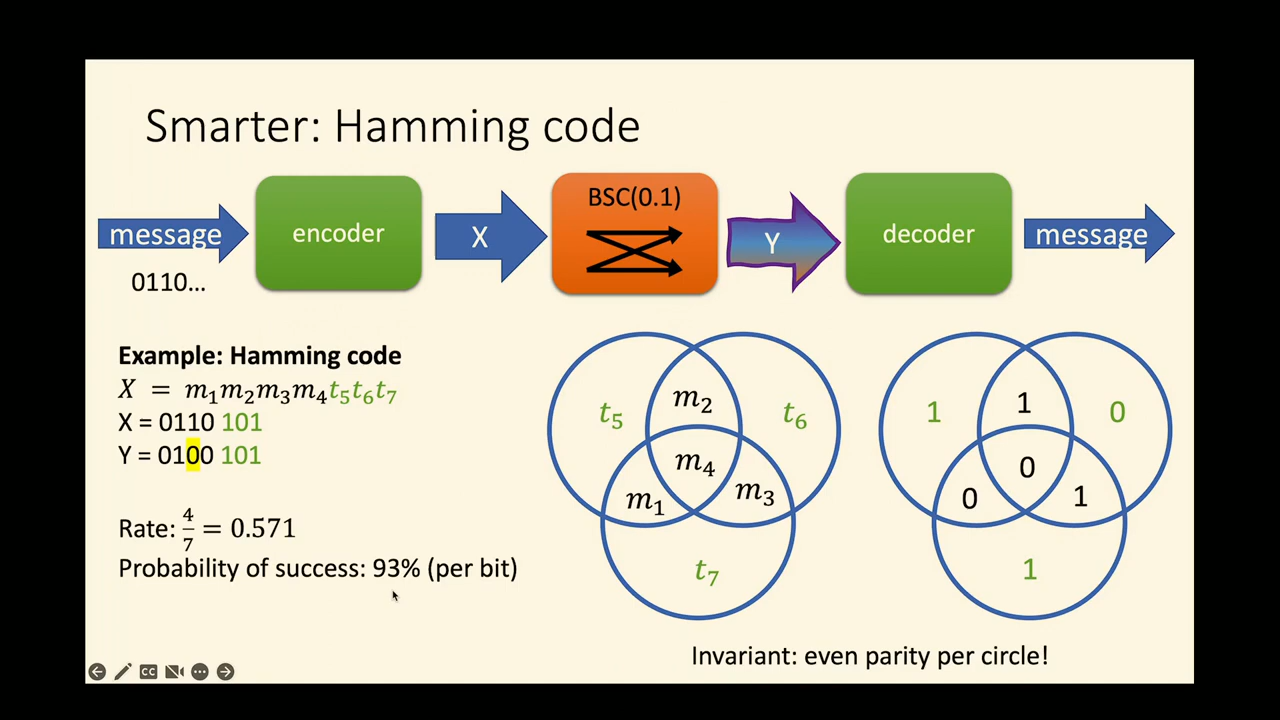 Smarter: Hamming code
message
encoder
X
BSC(0.1)
Y
decoder
message
0110...
Example: Hamming code
X = m₁m₂m₃m₄t₅t₆t₇
X = 0110 101
Y = 0100 101
Rate: 4/7 = 0.571
Probability of success: 93% (per bit)
t₅
m₂
t₆
m₄
m₁
m₃
t₇
1
1
0
0
0
1
1
Invariant: even parity per circle!
CC